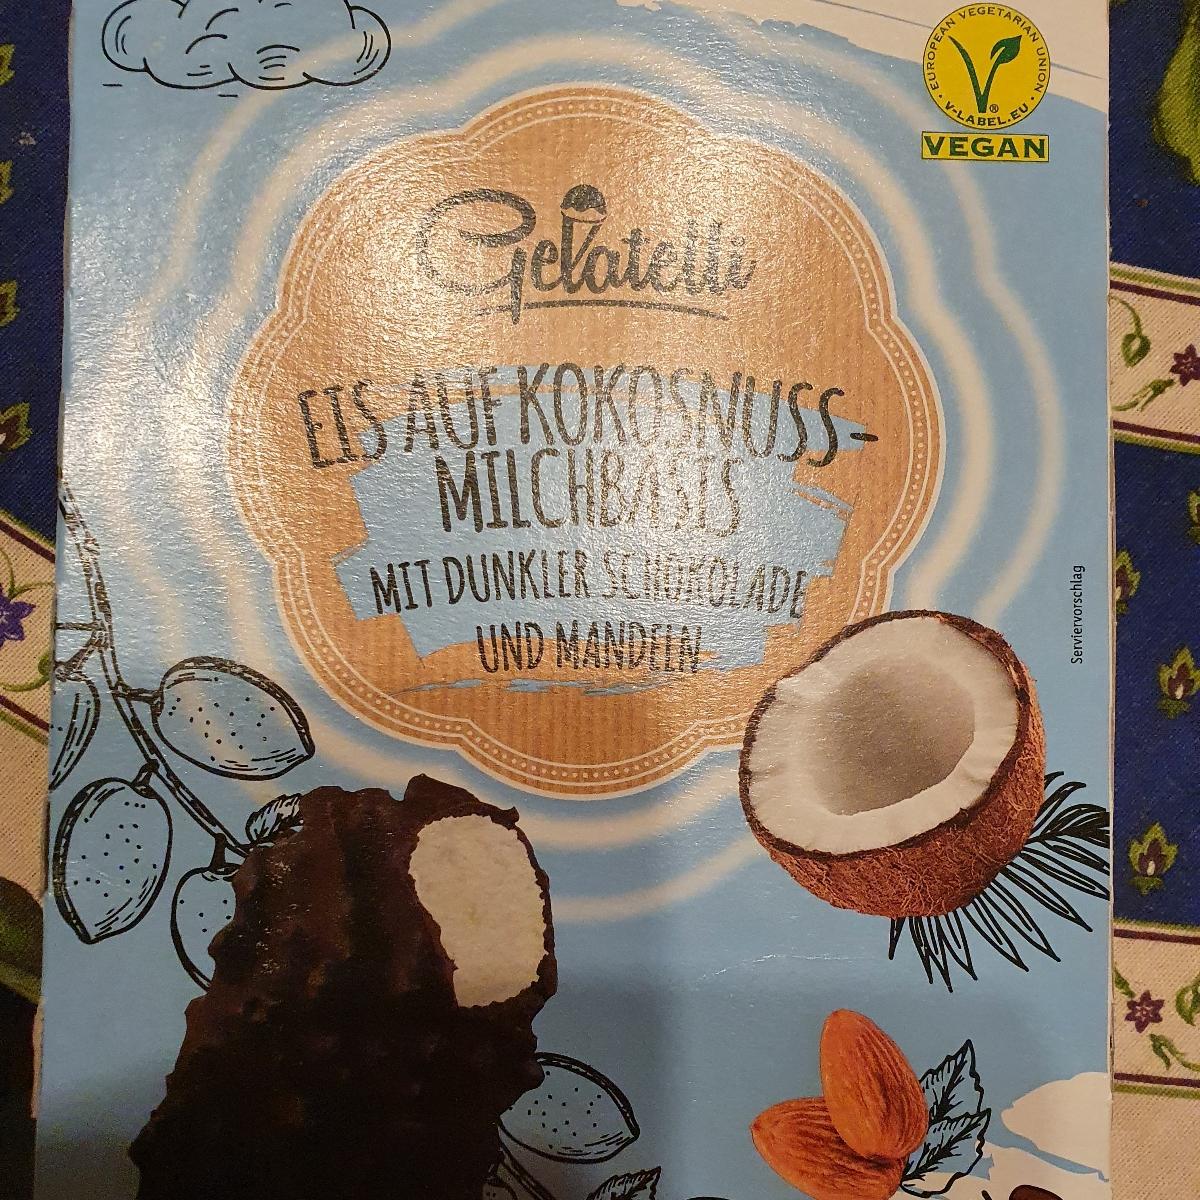 EUROPEAN VEGETARIAN UNION
V-LABEL.EU
VEGAN
Gelatelli
EIS AUF KOKOSNUSS-
MILCHBASIS
MIT DUNKLER SCHOKOLADE
UND MANDELN
Serviervorschlag